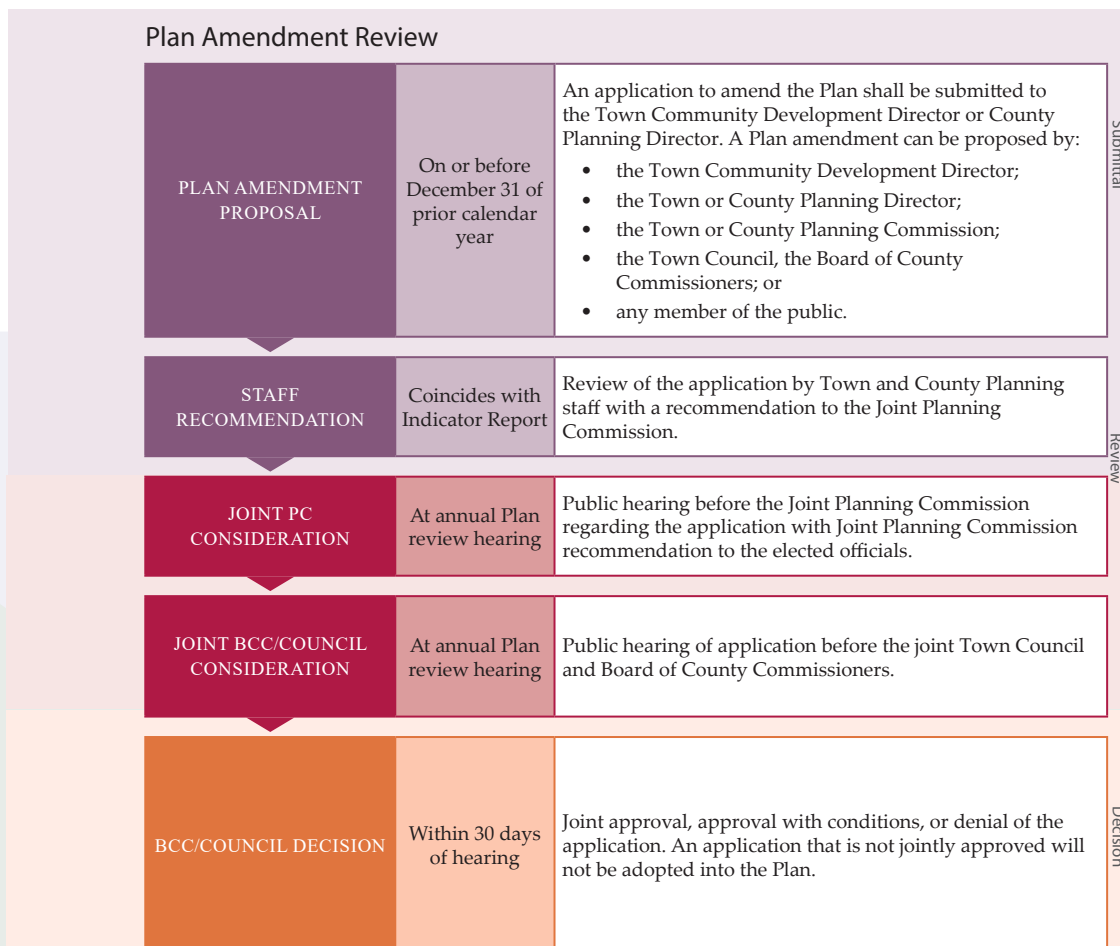 Plan Amendment Review
PLAN AMENDMENT
PROPOSAL
On or before
December 31 of
prior calendar
year
An application to amend the Plan shall be submitted to
the Town Community Development Director or County
Planning Director. A Plan amendment can be proposed by:
• the Town Community Development Director;
• the Town or County Planning Director;
• the Town or County Planning Commission;
• the Town Council, the Board of County
Commissioners; or
• any member of the public.
Submittal
STAFF
RECOMMENDATION
Coincides with
Indicator Report
Review of the application by Town and County Planning
staff with a recommendation to the Joint Planning
Commission.
Review
JOINT PC
CONSIDERATION
At annual Plan
review hearing
Public hearing before the Joint Planning Commission
regarding the application with Joint Planning Commission
recommendation to the elected officials.
JOINT BCC/COUNCIL
CONSIDERATION
At annual Plan
review hearing
Public hearing of application before the joint Town Council
and Board of County Commissioners.
BCC/COUNCIL DECISION
Within 30 days
of hearing
Joint approval, approval with conditions, or denial of the
application. An application that is not jointly approved will
not be adopted into the Plan.
Decision